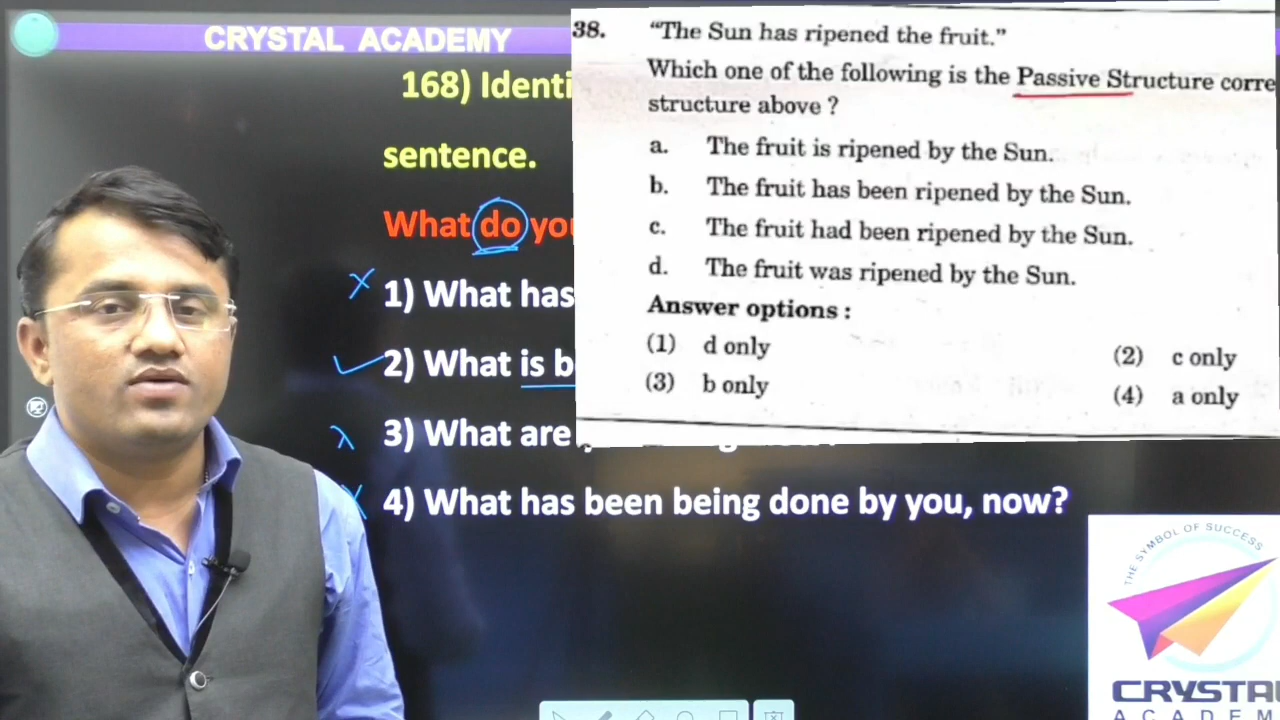 CRYSTAL ACADEMY
168) Identi
sentence.
What do you
1) What has
2) What is b
3) What are
4) What has been being done by you, now?
38. "The Sun has ripened the fruit."
Which one of the following is the Passive Structure corre
structure above ?
a. The fruit is ripened by the Sun.
b. The fruit has been ripened by the Sun.
c. The fruit had been ripened by the Sun.
d. The fruit was ripened by the Sun.
Answer options :
(1) d only
(2) c only
(3) b only
(4) a only
THE SYMBOL OF SUCCESS
CRYSTAL
ACADEM